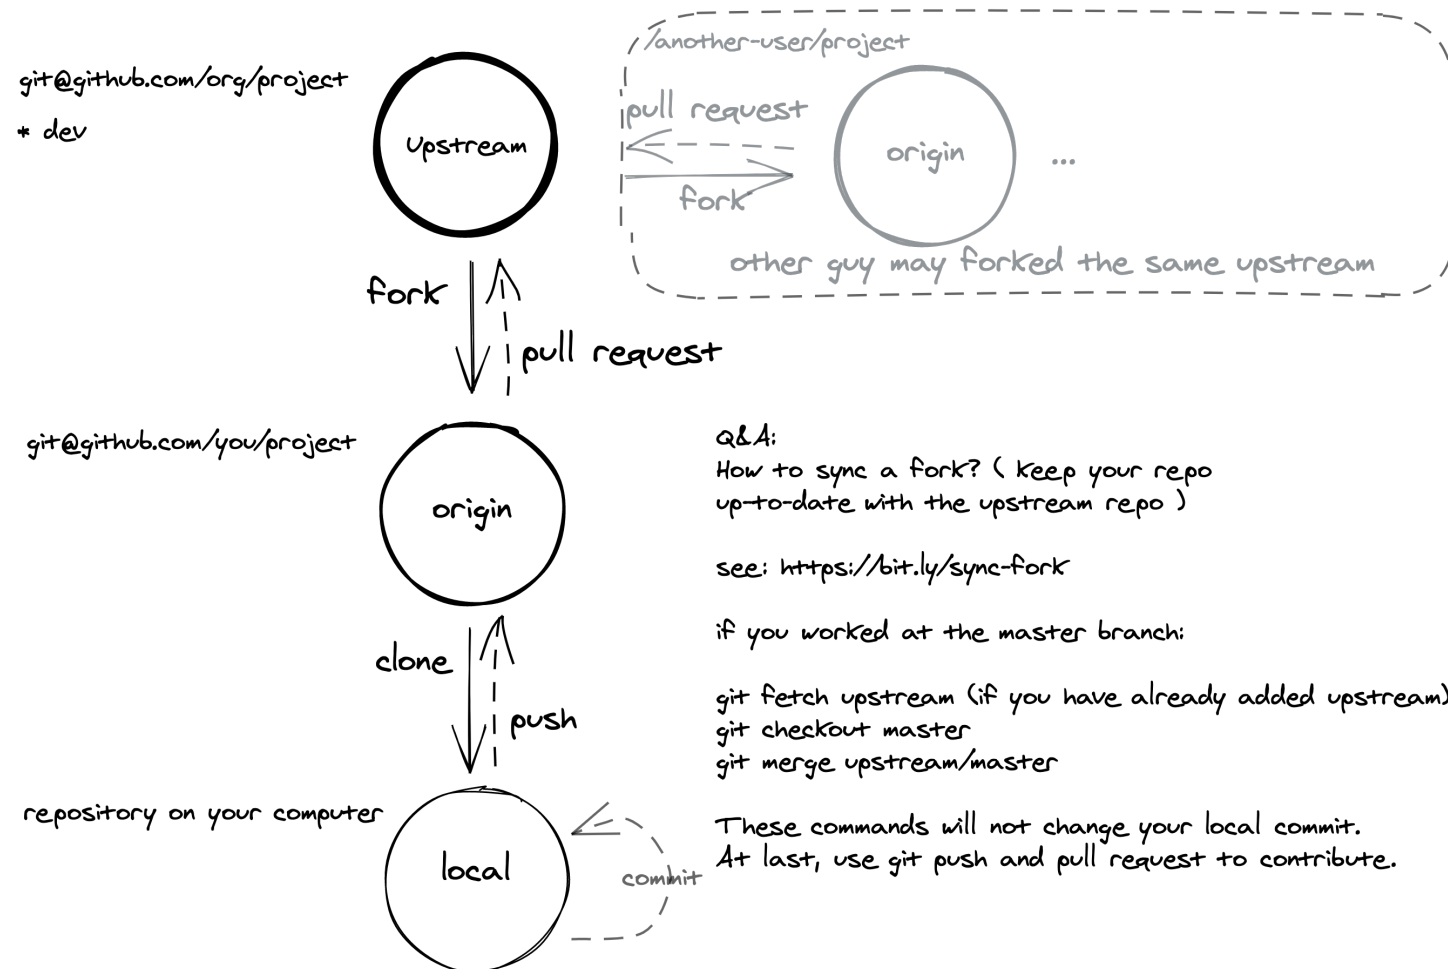 git@github.com/org/project
* dev
upstream
/another-user/project
pull request
fork
origin
...
other guy may forked the same upstream
fork
pull request
git@github.com/you/project
origin
clone
push
repository on your computer
local
commit
Q&A:
How to sync a fork? ( keep your repo
up-to-date with the upstream repo )
see: https://bit.ly/sync-fork
if you worked at the master branch:
git fetch upstream (if you have already added upstream)
git checkout master
git merge upstream/master
These commands will not change your local commit.
At last, use git push and pull request to contribute.